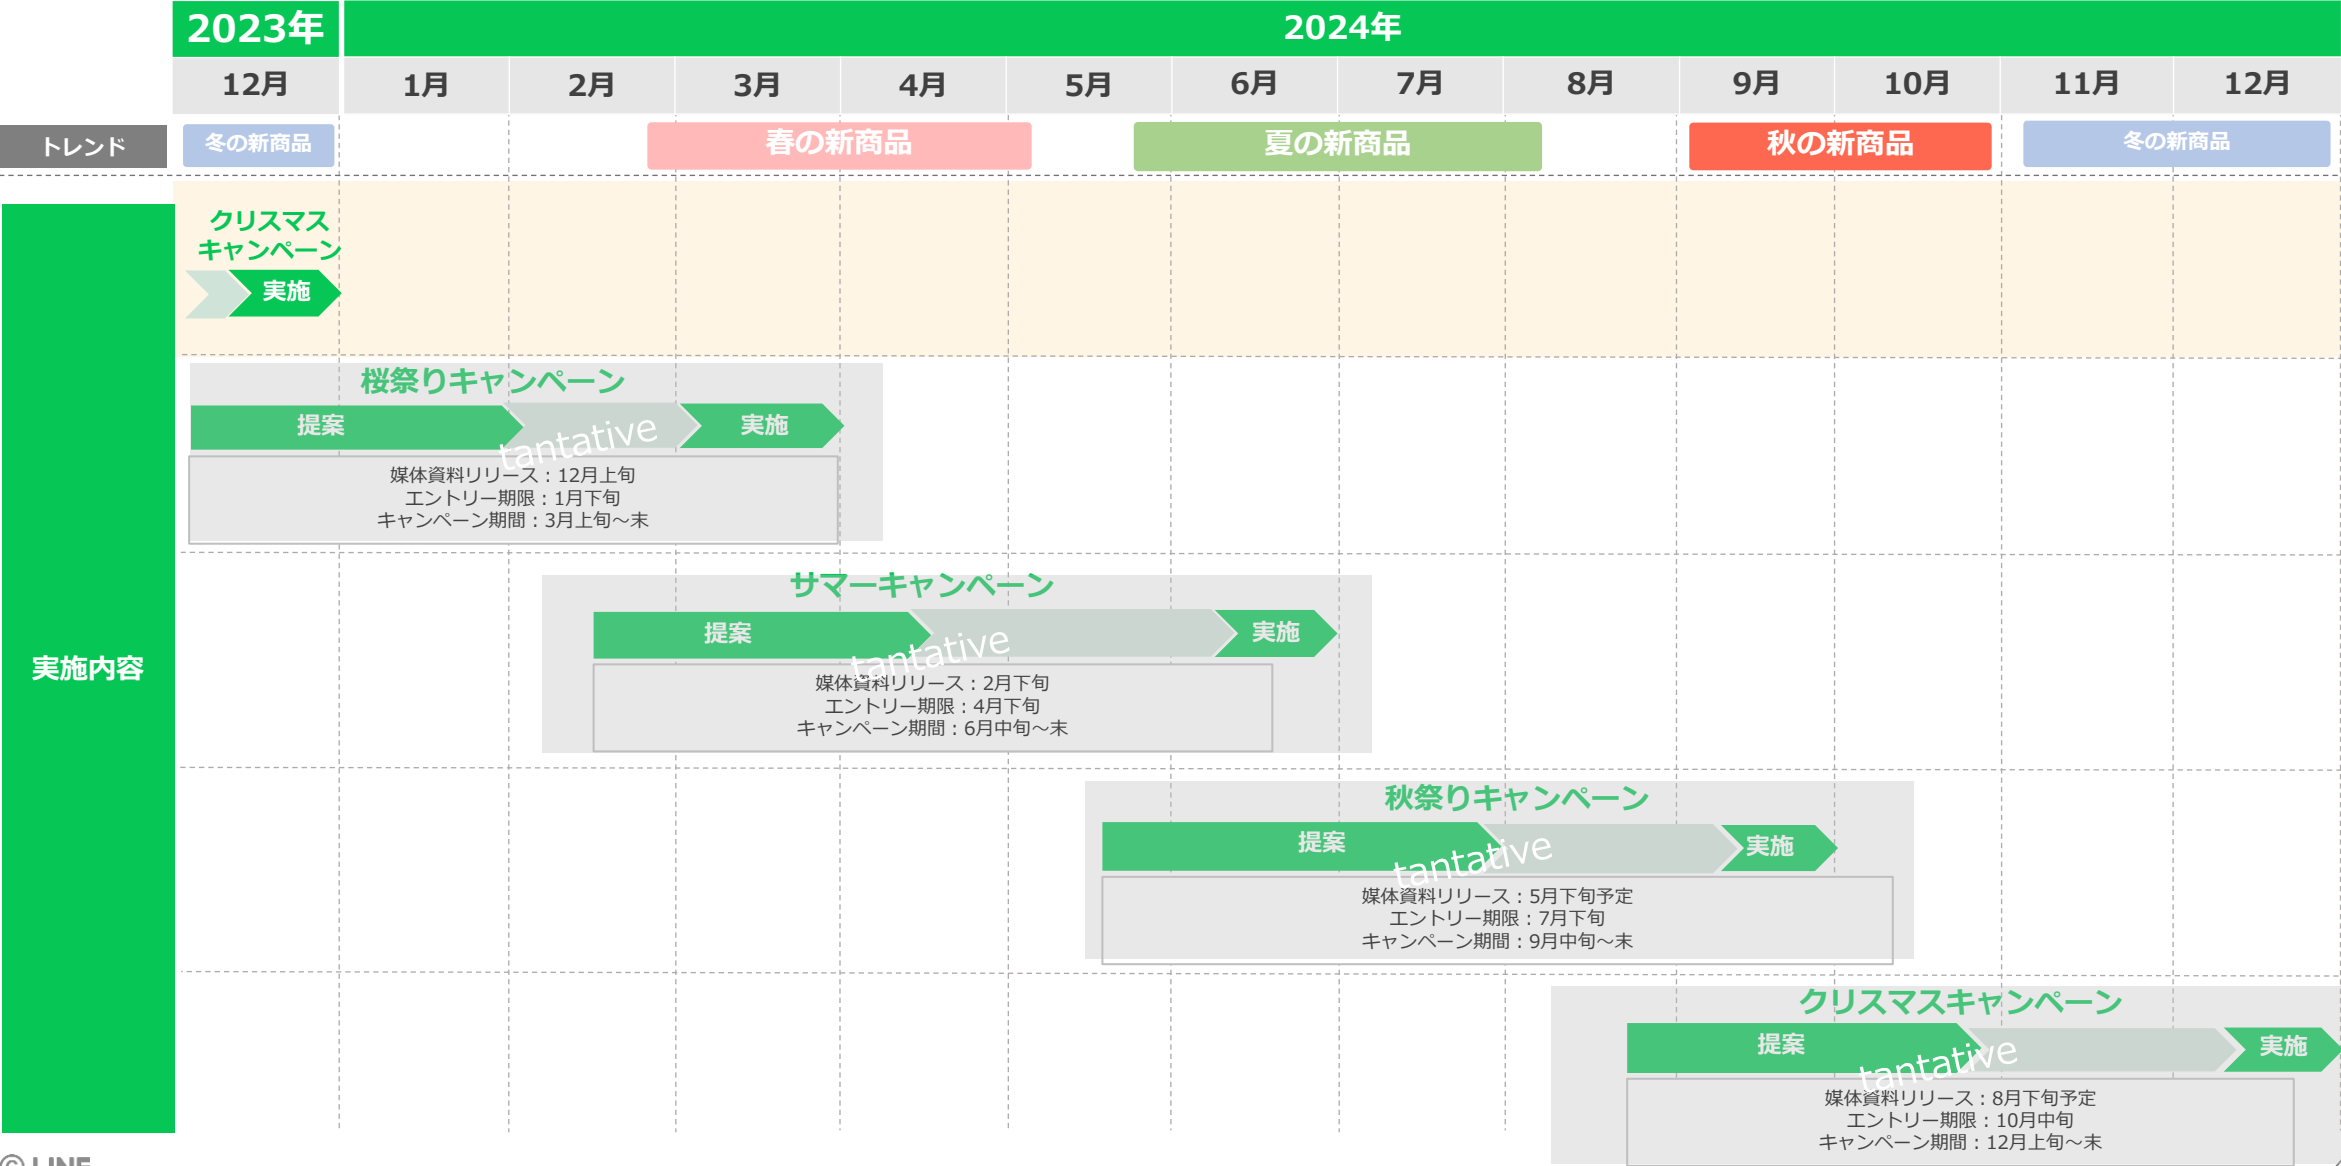 2023年
2024年
12月
1月
2月
3月
4月
5月
6月
7月
8月
9月
10月
11月
12月
トレンド
冬の新商品
春の新商品
夏の新商品
秋の新商品
冬の新商品
実施内容
クリスマス
キャンペーン
実施
桜祭りキャンペーン
提案
実施
tantative
媒体資料リリース：12月上旬
エントリー期限：1月下旬
キャンペーン期間：3月上旬～末
サマーキャンペーン
提案
実施
tantative
媒体資料リリース：2月下旬
エントリー期限：4月下旬
キャンペーン期間：6月中旬～末
秋祭りキャンペーン
提案
実施
tantative
媒体資料リリース：5月下旬予定
エントリー期限：7月下旬
キャンペーン期間：9月中旬～末
クリスマスキャンペーン
提案
実施
tantative
媒体資料リリース：8月下旬予定
エントリー期限：10月中旬
キャンペーン期間：12月上旬～末
© LINE